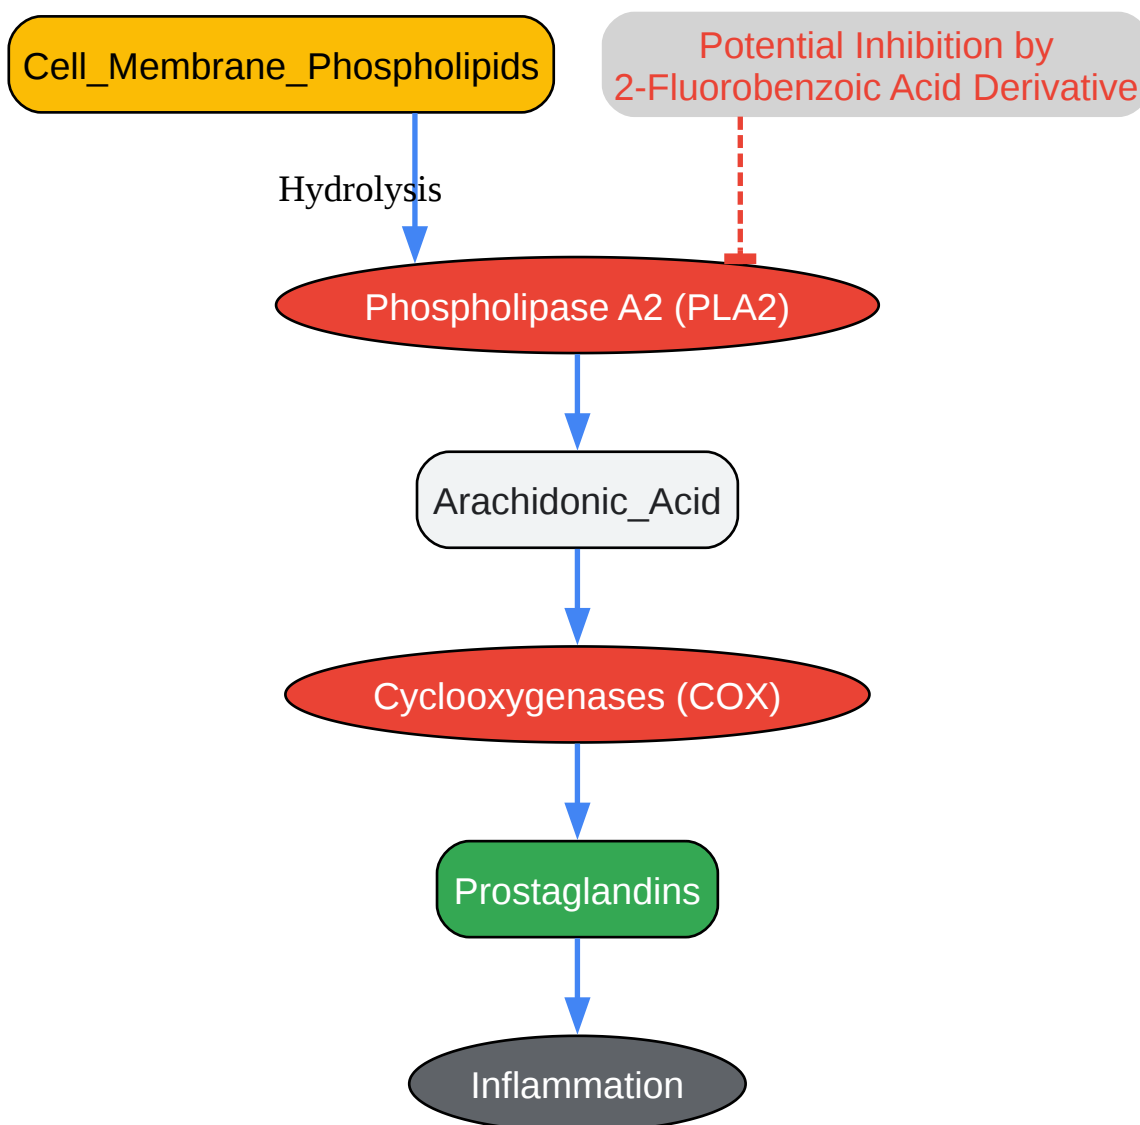 Cell_Membrane_Phospholipids
Potential Inhibition by
2-Fluorobenzoic Acid Derivative
Hydrolysis
Phospholipase A2 (PLA2)
Arachidonic_Acid
Cyclooxygenases (COX)
Prostaglandins
Inflammation